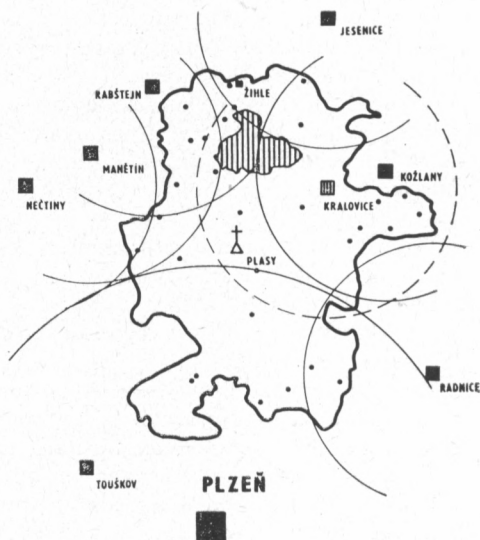 JESENICE
RABŠTEJN
ŽIHLE
MANĚTÍN
KOŽLANY
NEČTINY
KRALOVICE
PLASY
RADNICE
TOUŠKOV
PLZEŇ